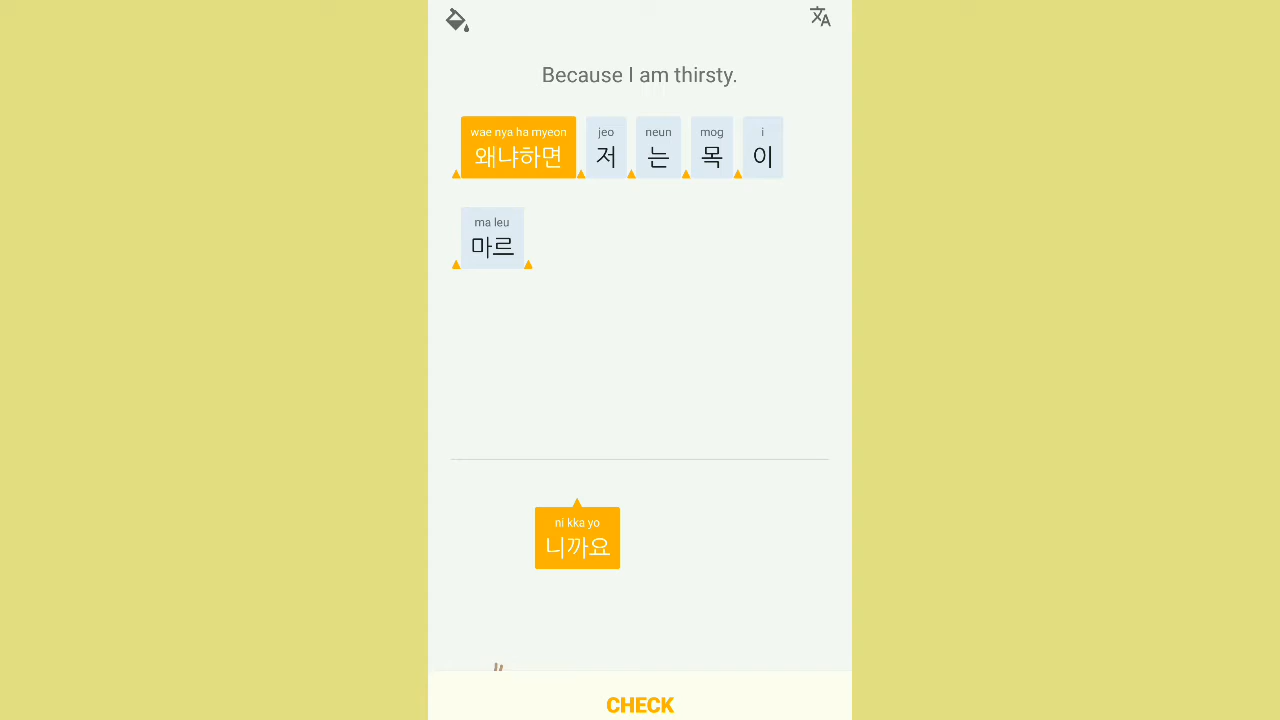 Because I am thirsty.
wae nya ha myeon jeo neun mog i
왜냐하면 저 는 목 이
ma leu
마르
ni kka yo
니까요
CHECK